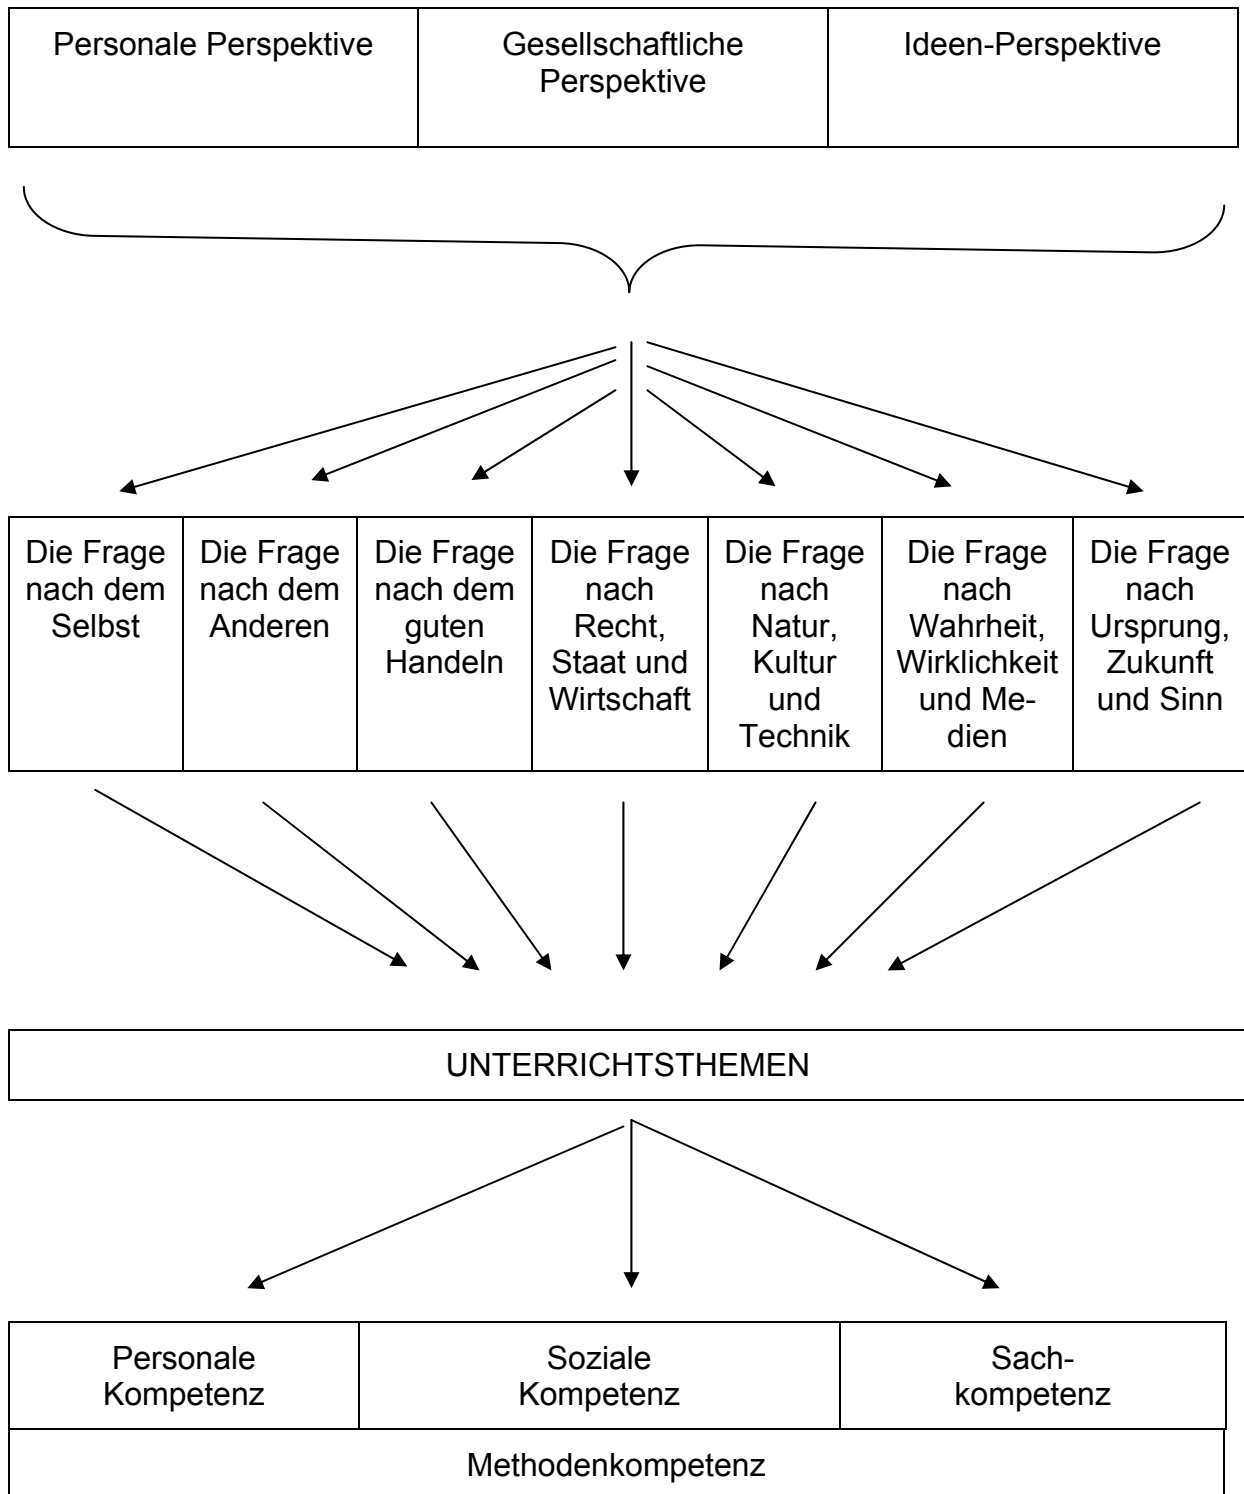 Personale Perspektive
Gesellschaftliche
Perspektive
Ideen-Perspektive
Die Frage
nach dem
Selbst
Die Frage
nach dem
Anderen
Die Frage
nach dem
guten
Handeln
Die Frage
nach
Recht,
Staat und
Wirtschaft
Die Frage
nach
Natur,
Kultur
und
Technik
Die Frage
nach
Wahrheit,
Wirklichkeit
und Me-
dien
Die Frage
nach
Ursprung,
Zukunft
und Sinn
UNTERRICHTSTHEMEN
Personale
Kompetenz
Soziale
Kompetenz
Sach-
kompetenz
Methodenkompetenz